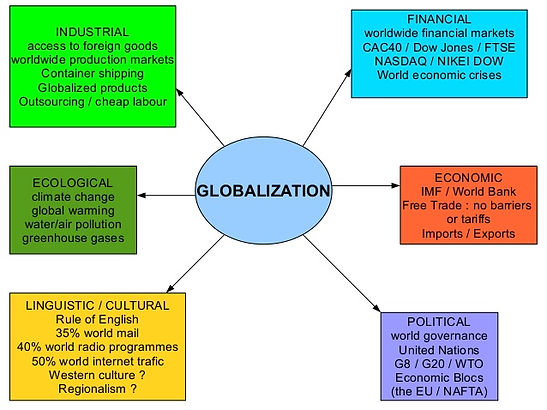 INDUSTRIAL
access to foreign goods
worldwide production markets
Container shipping
Globalized products
Outsourcing / cheap labour
FINANCIAL
worldwide financial markets
CAC40 / Dow Jones / FTSE
NASDAQ / NIKEI DOW
World economic crises
ECOLOGICAL
climate change
global warming
water/air pollution
greenhouse gases
GLOBALIZATION
ECONOMIC
IMF / World Bank
Free Trade : no barriers
or tariffs
Imports / Exports
LINGUISTIC / CULTURAL
Rule of English
35% world mail
40% world radio programmes
50% world internet trafic
Western culture ?
Regionalism ?
POLITICAL
world governance
United Nations
G8 / G20 / WTO
Economic Blocs
(the EU / NAFTA)